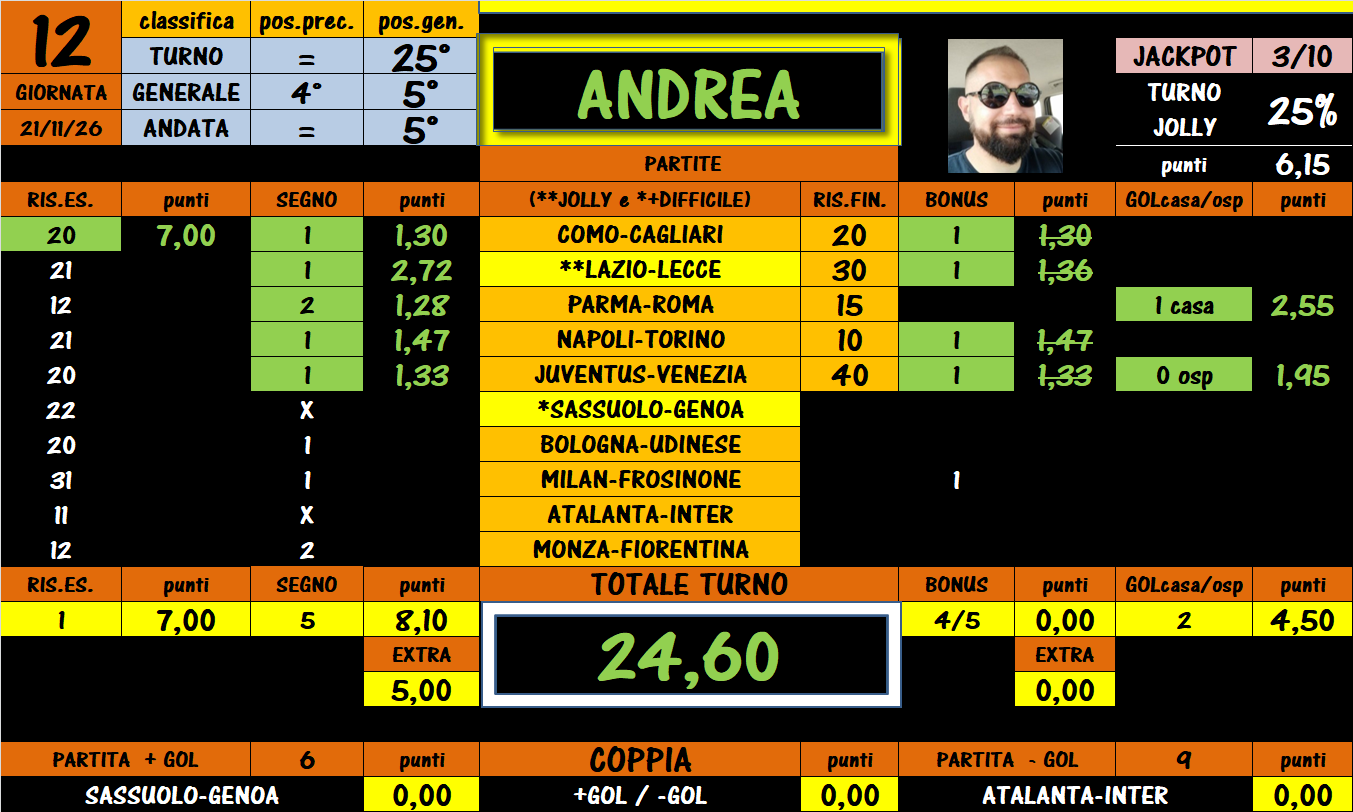 12 classifica pos.prec. pos.gen.
TURNO = 25°
GIORNATA GENERALE 4° 5°
21/11/26 ANDATA = 5°
ANDREA
JACKPOT 3/10
TURNO JOLLY 25%
punti 6,15
PARTITE
RIS.ES. punti SEGNO punti (**JOLLY e *+DIFFICILE) RIS.FIN. BONUS punti GOLcasa/osp punti
20 7,00 1 1,30 COMO-CAGLIARI 20 1 1,30
21 1 2,72 **LAZIO-LECCE 30 1 1,36
12 2 1,28 PARMA-ROMA 15 1 casa 2,55
21 1 1,47 NAPOLI-TORINO 10 1 1,47
20 1 1,33 JUVENTUS-VENEZIA 40 1 1,33 0 osp 1,95
22 X *SASSUOLO-GENOA
20 1 BOLOGNA-UDINESE
31 1 MILAN-FROSINONE 1
11 X ATALANTA-INTER
12 2 MONZA-FIORENTINA
RIS.ES. punti SEGNO punti TOTALE TURNO BONUS punti GOLcasa/osp punti
1 7,00 5 8,10 24,60 4/5 0,00 2 4,50
EXTRA EXTRA
5,00 0,00
PARTITA + GOL 6 punti COPPIA punti PARTITA - GOL 9 punti
SASSUOLO-GENOA 0,00 +GOL / -GOL 0,00 ATALANTA-INTER 0,00